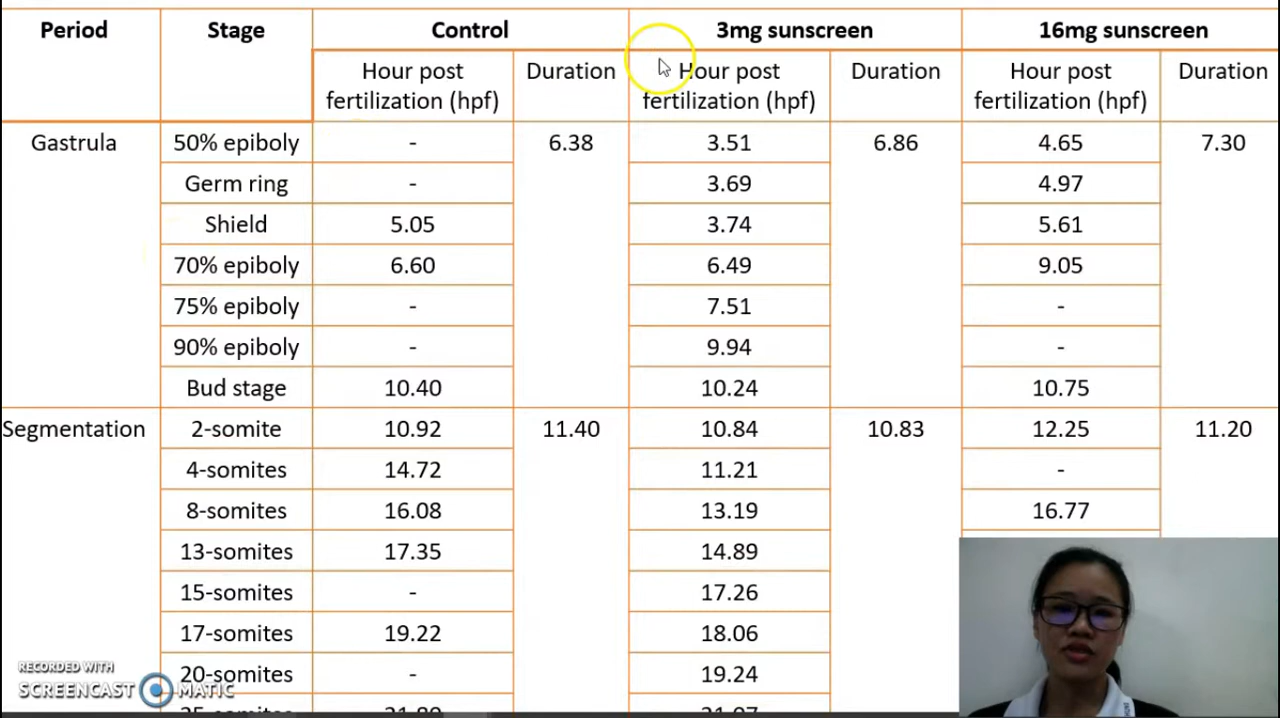 Period Stage Control 3mg sunscreen 16mg sunscreen
Hour post fertilization (hpf) Duration Hour post fertilization (hpf) Duration Hour post fertilization (hpf) Duration
Gastrula 50% epiboly - 6.38 3.51 6.86 4.65 7.30
Germ ring - 3.69 4.97
Shield 5.05 3.74 5.61
70% epiboly 6.60 6.49 9.05
75% epiboly - 7.51 -
90% epiboly - 9.94 -
Bud stage 10.40 10.24 10.75
Segmentation 2-somite 10.92 11.40 10.84 10.83 12.25 11.20
4-somites 14.72 11.21 -
8-somites 16.08 13.19 16.77
13-somites 17.35 14.89
15-somites - 17.26
17-somites 19.22 18.06
20-somites - 19.24
RECORDED WITH
SCREENCAST MATIC